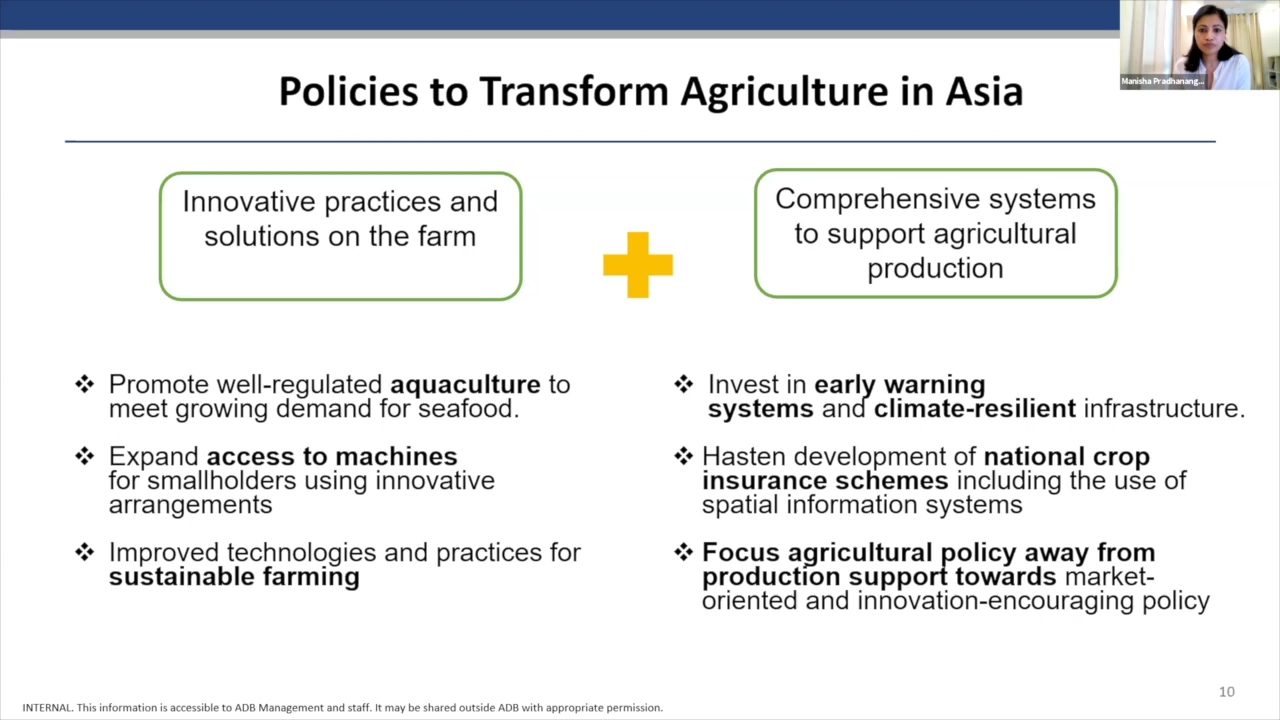 Manisha Pradhanang...
Policies to Transform Agriculture in Asia
Innovative practices and
solutions on the farm
Comprehensive systems
to support agricultural
production
❖ Promote well-regulated aquaculture to
meet growing demand for seafood.
❖ Expand access to machines
for smallholders using innovative
arrangements
❖ Improved technologies and practices for
sustainable farming
❖ Invest in early warning
systems and climate-resilient infrastructure.
❖ Hasten development of national crop
insurance schemes including the use of
spatial information systems
❖ Focus agricultural policy away from
production support towards market-
oriented and innovation-encouraging policy
10
INTERNAL. This information is accessible to ADB Management and staff. It may be shared outside ADB with appropriate permission.